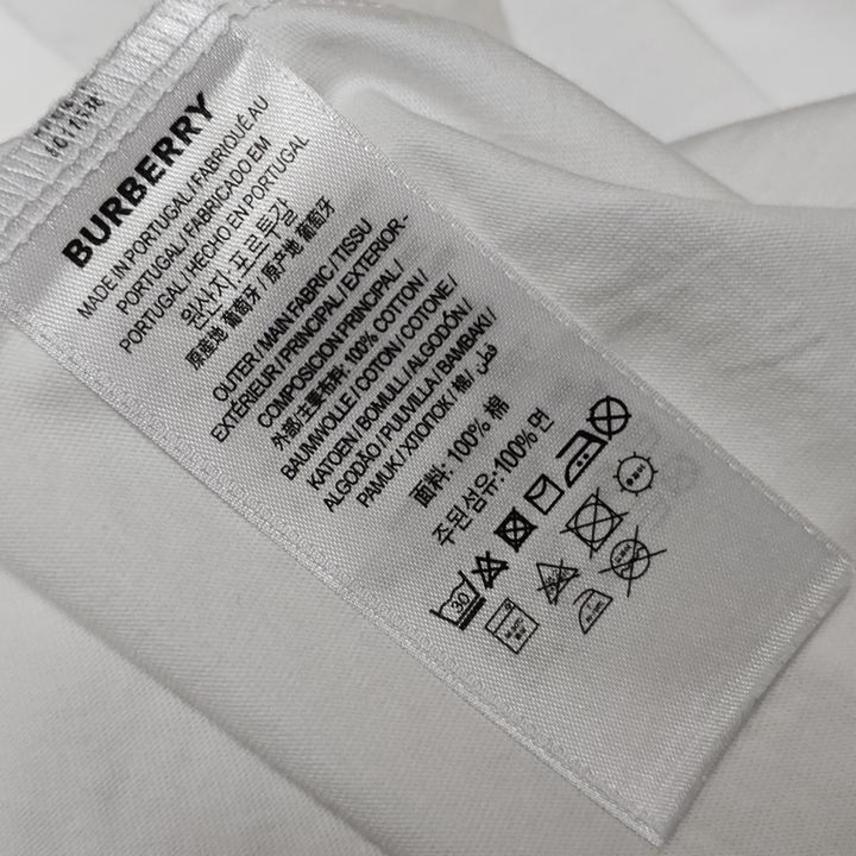 BURBERRY
MADE IN PORTUGAL / FABRIQUÉ AU
PORTUGAL / FABRICADO EM
PORTUGAL / HECHO EN PORTUGAL
원산지: 포르투갈
原産地 葡萄牙 / 原产地 葡萄牙
OUTER / MAIN FABRIC / TISSU
EXTÉRIEUR / PRINCIPAL / EXTERIOR -
COMPOSICION PRINCIPAL /
外部/主要布料: 100% COTTON /
BAUMWOLLE / COTON / COTONE /
KATOEN / BOMULL / ALGODÓN /
ALGODÃO / PUUVILLA / BAMBAKI /
PAMUK / ХЛОПОК / 棉 / قطن
面料: 100% 棉
주된섬유: 100% 면
30